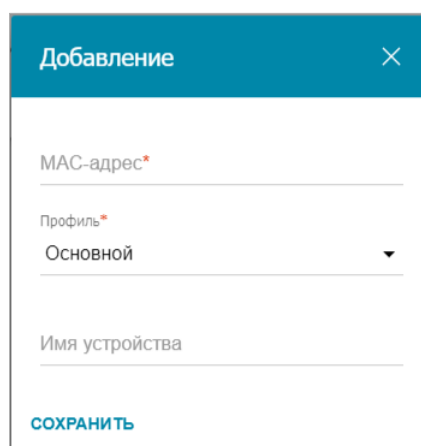 Добавление
MAC-адрес*
Профиль*
Основной
Имя устройства
СОХРАНИТЬ